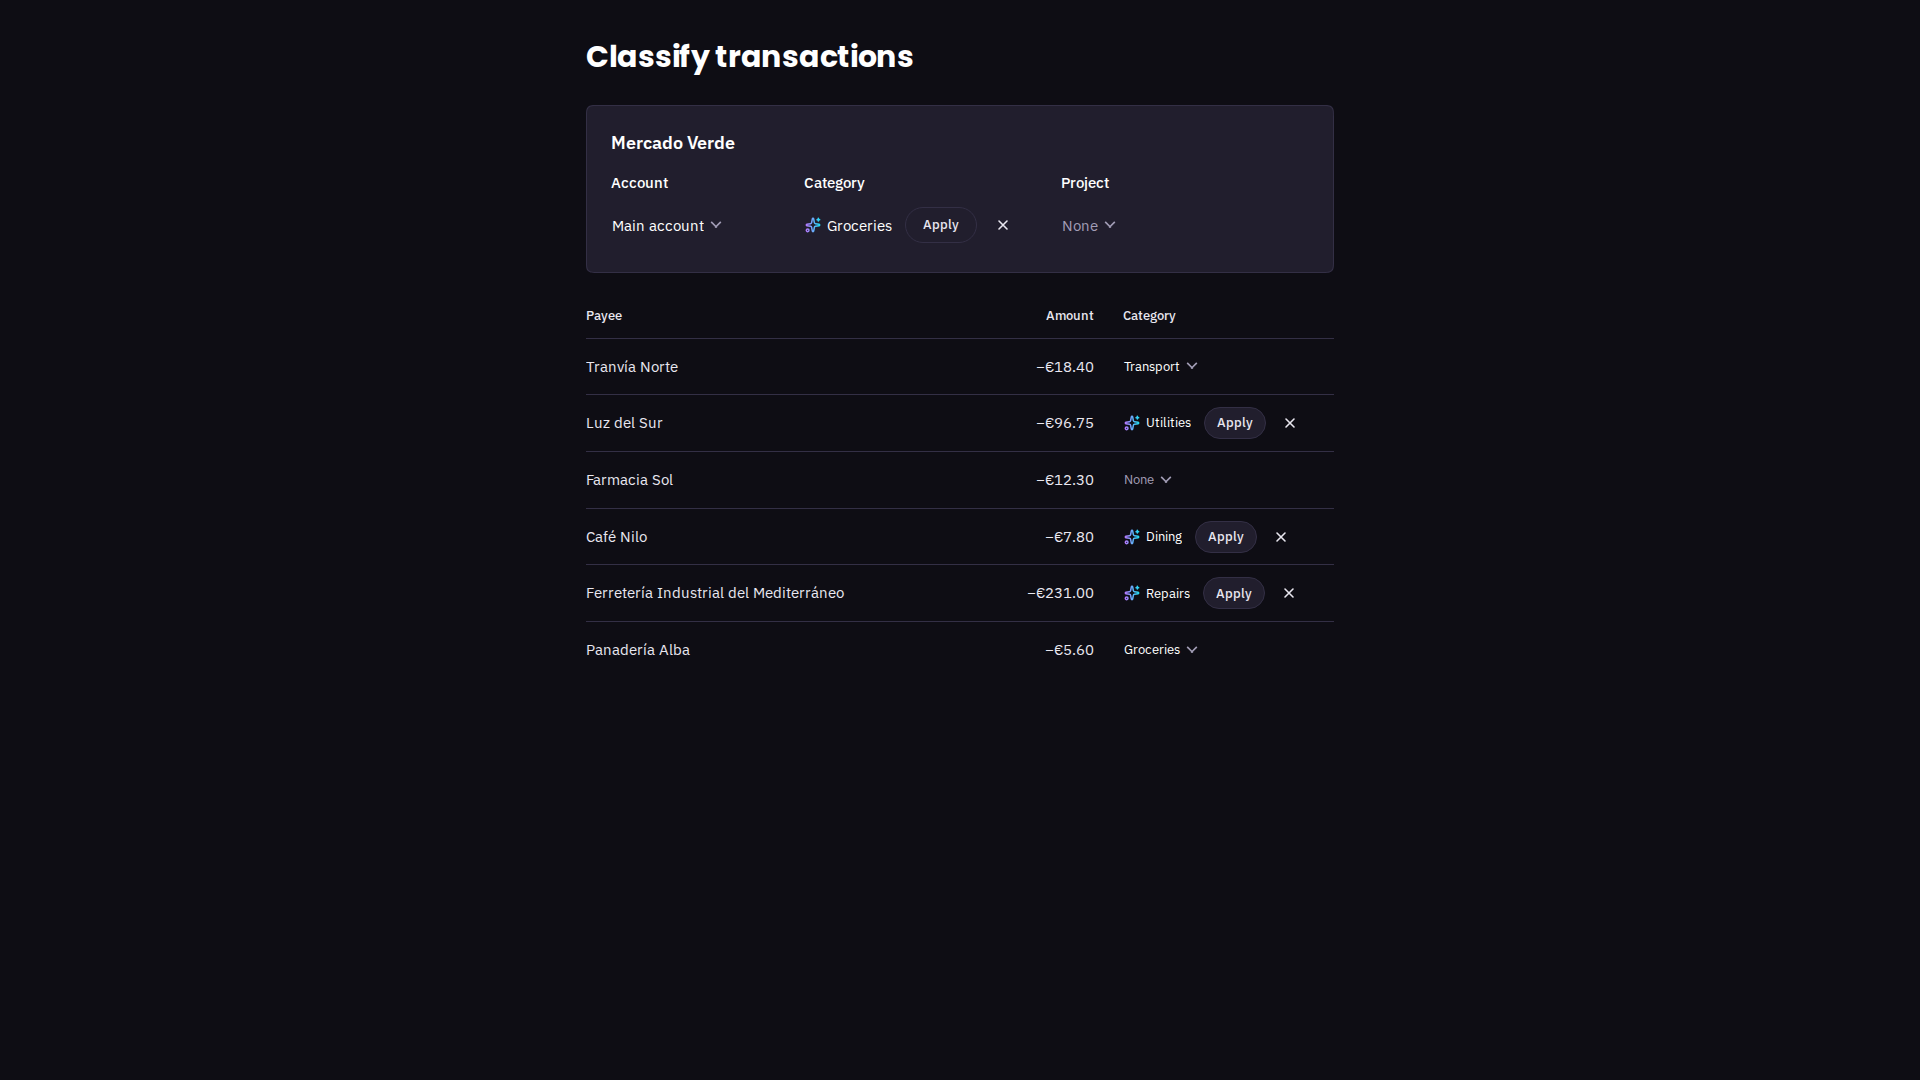 Classify transactions
Mercado Verde
Account Category Project
Main account Groceries Apply None
Payee Amount Category
Tranvía Norte −€18.40 Transport
Luz del Sur −€96.75 Utilities Apply
Farmacia Sol −€12.30 None
Café Nilo −€7.80 Dining Apply
Ferretería Industrial del Mediterráneo −€231.00 Repairs Apply
Panadería Alba −€5.60 Groceries